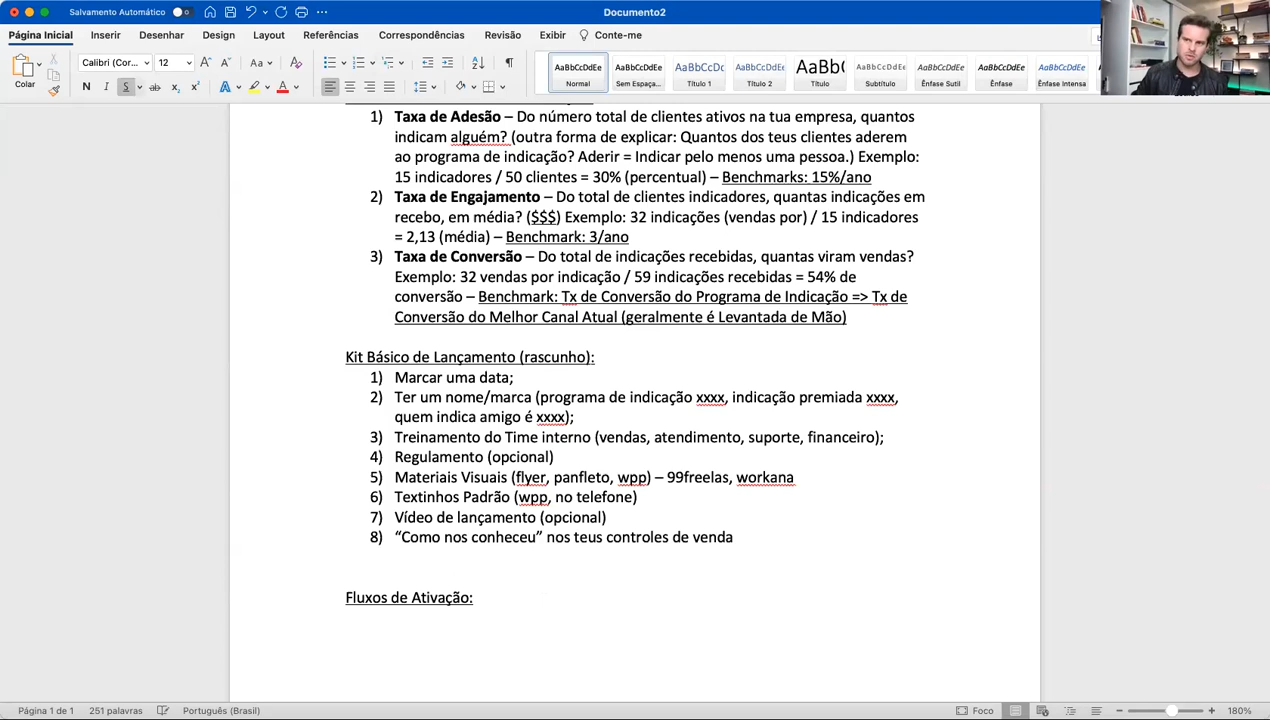 Salvamento Automático
Documento2
Página Inicial Inserir Desenhar Design Layout Referências Correspondências Revisão Exibir Conte-me
Colar
Calibri (Cor... 12
AaBbCcDdEe Normal
AaBbCcDdEe Sem Espaça...
AaBbCcDc Título 1
AaBbCcDdE Título 2
AaBb Título
AaBbCcDdEe Subtítulo
AaBbCcDdEe Ênfase Sutil
AaBbCcDdEe Ênfase
AaBbCcDdEe Ênfase Intensa
1) Taxa de Adesão – Do número total de clientes ativos na tua empresa, quantos
indicam alguém? (outra forma de explicar: Quantos dos teus clientes aderem
ao programa de indicação? Aderir = Indicar pelo menos uma pessoa.) Exemplo:
15 indicadores / 50 clientes = 30% (percentual) – Benchmarks: 15%/ano
2) Taxa de Engajamento – Do total de clientes indicadores, quantas indicações eu
recebo, em média? ($$$) Exemplo: 32 indicações (vendas por) / 15 indicadores
= 2,13 (média) – Benchmark: 3/ano
3) Taxa de Conversão – Do total de indicações recebidas, quantas viram vendas?
Exemplo: 32 vendas por indicação / 59 indicações recebidas = 54% de
conversão – Benchmark: Tx de Conversão do Programa de Indicação => Tx de
Conversão do Melhor Canal Atual (geralmente é Levantada de Mão)
Kit Básico de Lançamento (rascunho):
1) Marcar uma data;
2) Ter um nome/marca (programa de indicação xxxx, indicação premiada xxxx,
quem indica amigo é xxxx);
3) Treinamento do Time interno (vendas, atendimento, suporte, financeiro);
4) Regulamento (opcional)
5) Materiais Visuais (flyer, panfleto, wpp) – 99freelas, workana
6) Textinhos Padrão (wpp, no telefone)
7) Vídeo de lançamento (opcional)
8) “Como nos conheceu” nos teus controles de venda
Fluxos de Ativação:
Página 1 de 1 251 palavras Português (Brasil) Foco 180%